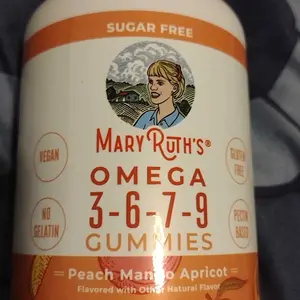 SUGAR FREE
MARY RUTH'S®
VEGAN
GLUTEN
FREE
OMEGA
3-6-7-9
GUMMIES
NO
GELATIN
PECTIN
BASED
Peach Mango Apricot
Flavored with Other Natural Flavors